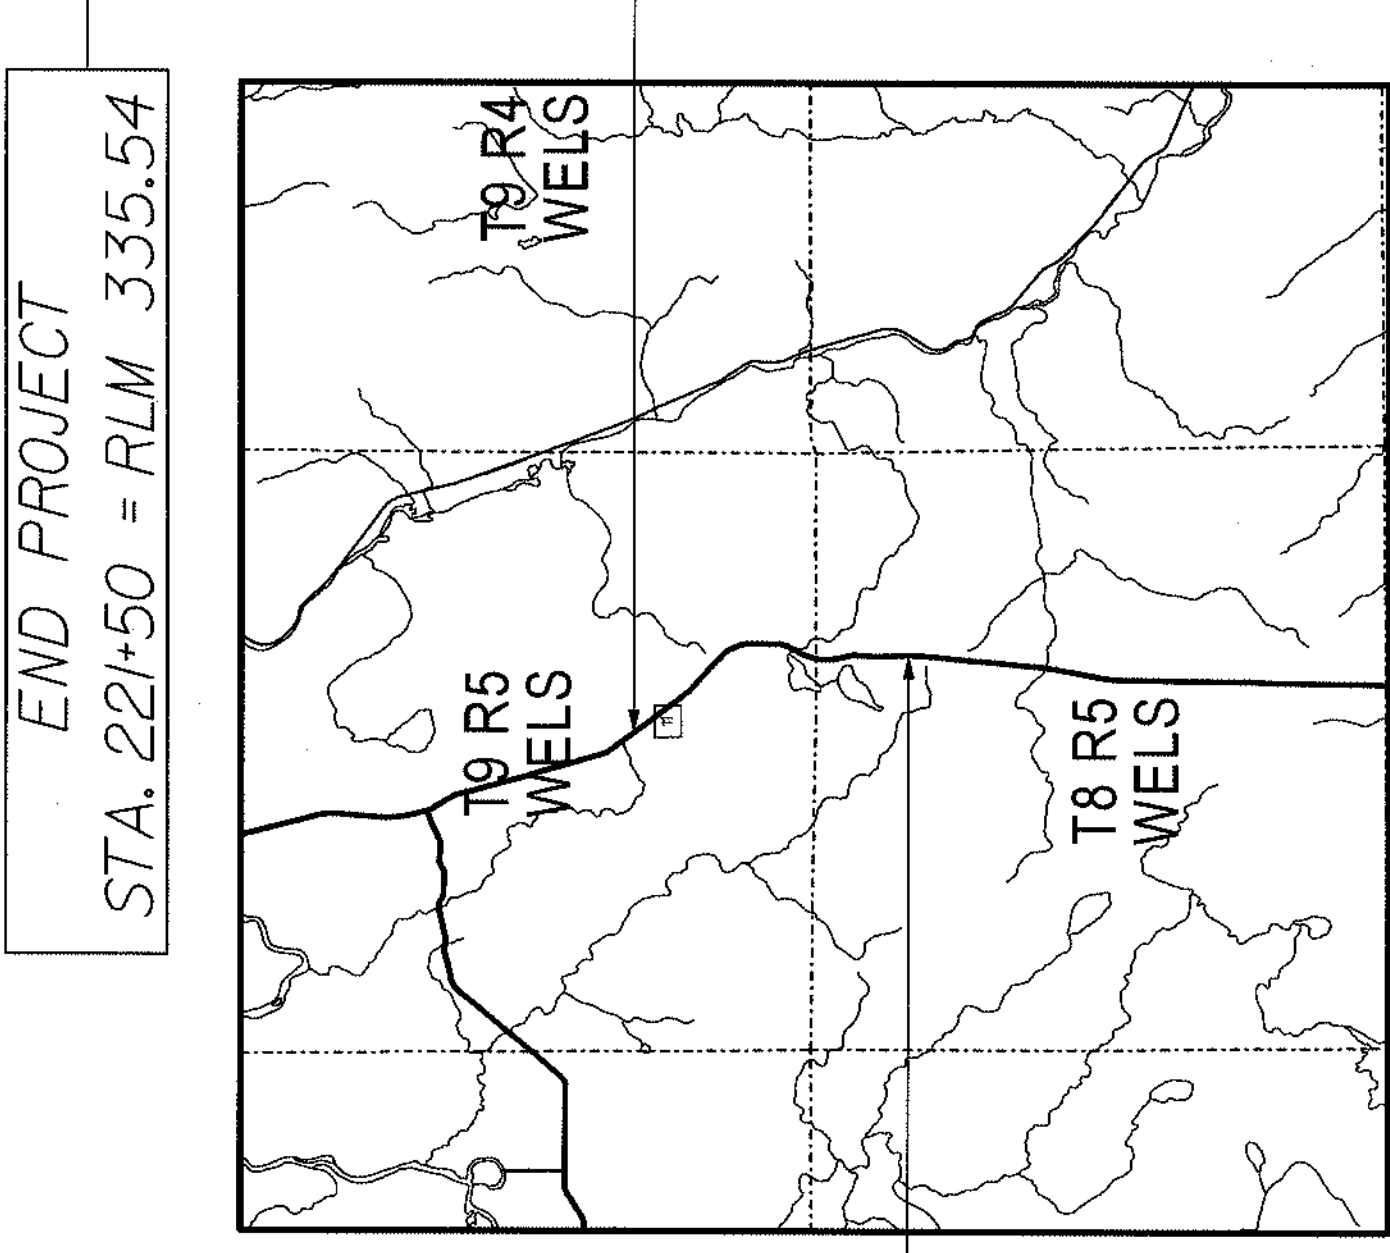 END PROJECT
STA. 221+50 = RLM 335.54
T9 R4
WELS
T9 R5
WELS
T8 R5
WELS